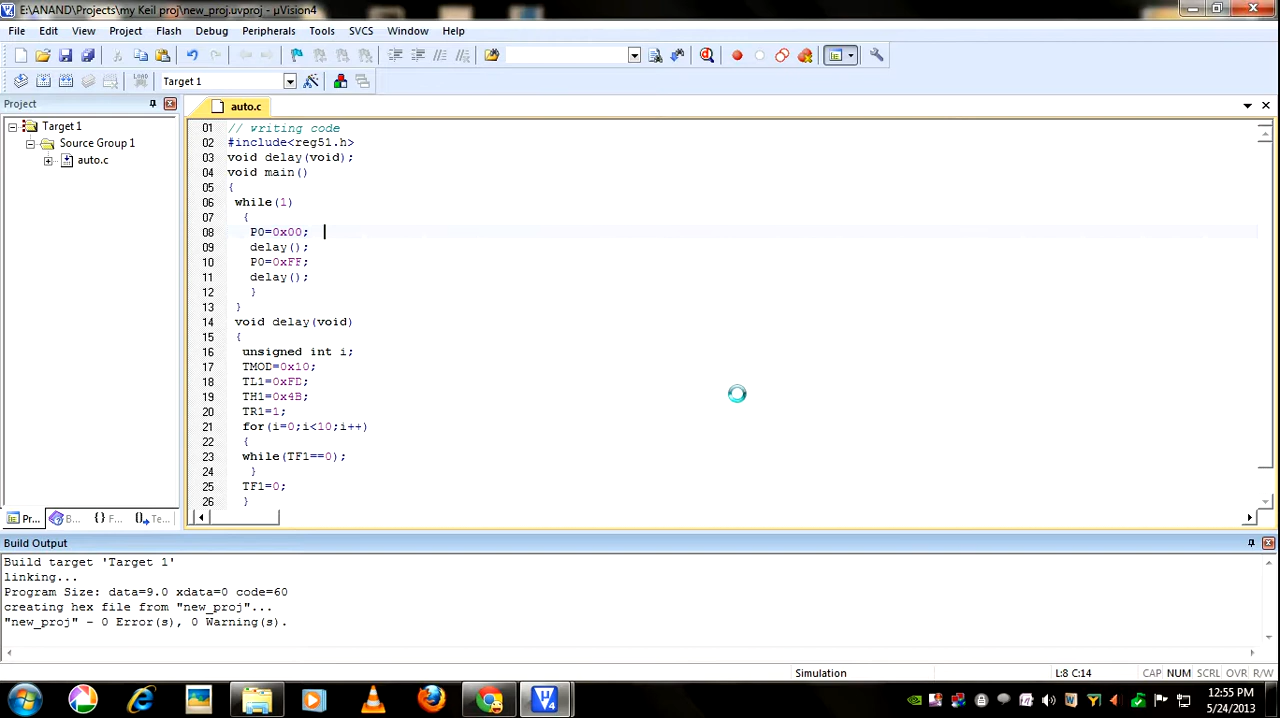 E:\ANAND\Projects\my Keil proj\new_proj.uvproj - µVision4
File Edit View Project Flash Debug Peripherals Tools SVCS Window Help
LOAD Target 1
Project
auto.c
Target 1
Source Group 1
auto.c
01 // writing code
02 #include<reg51.h>
03 void delay(void);
04 void main()
05 {
06 while(1)
07 {
08 P0=0x00;
09 delay();
10 P0=0xFF;
11 delay();
12 }
13 }
14 void delay(void)
15 {
16 unsigned int i;
17 TMOD=0x10;
18 TL1=0xFD;
19 TH1=0x4B;
20 TR1=1;
21 for(i=0;i<10;i++)
22 {
23 while(TF1==0);
24 }
25 TF1=0;
26 }
Pr... B... {} F... Te...
Build Output
Build target 'Target 1'
linking...
Program Size: data=9.0 xdata=0 code=60
creating hex file from "new_proj"...
"new_proj" - 0 Error(s), 0 Warning(s).
Simulation L:8 C:14 CAP NUM SCRL OVR R/W
12:55 PM
5/24/2013